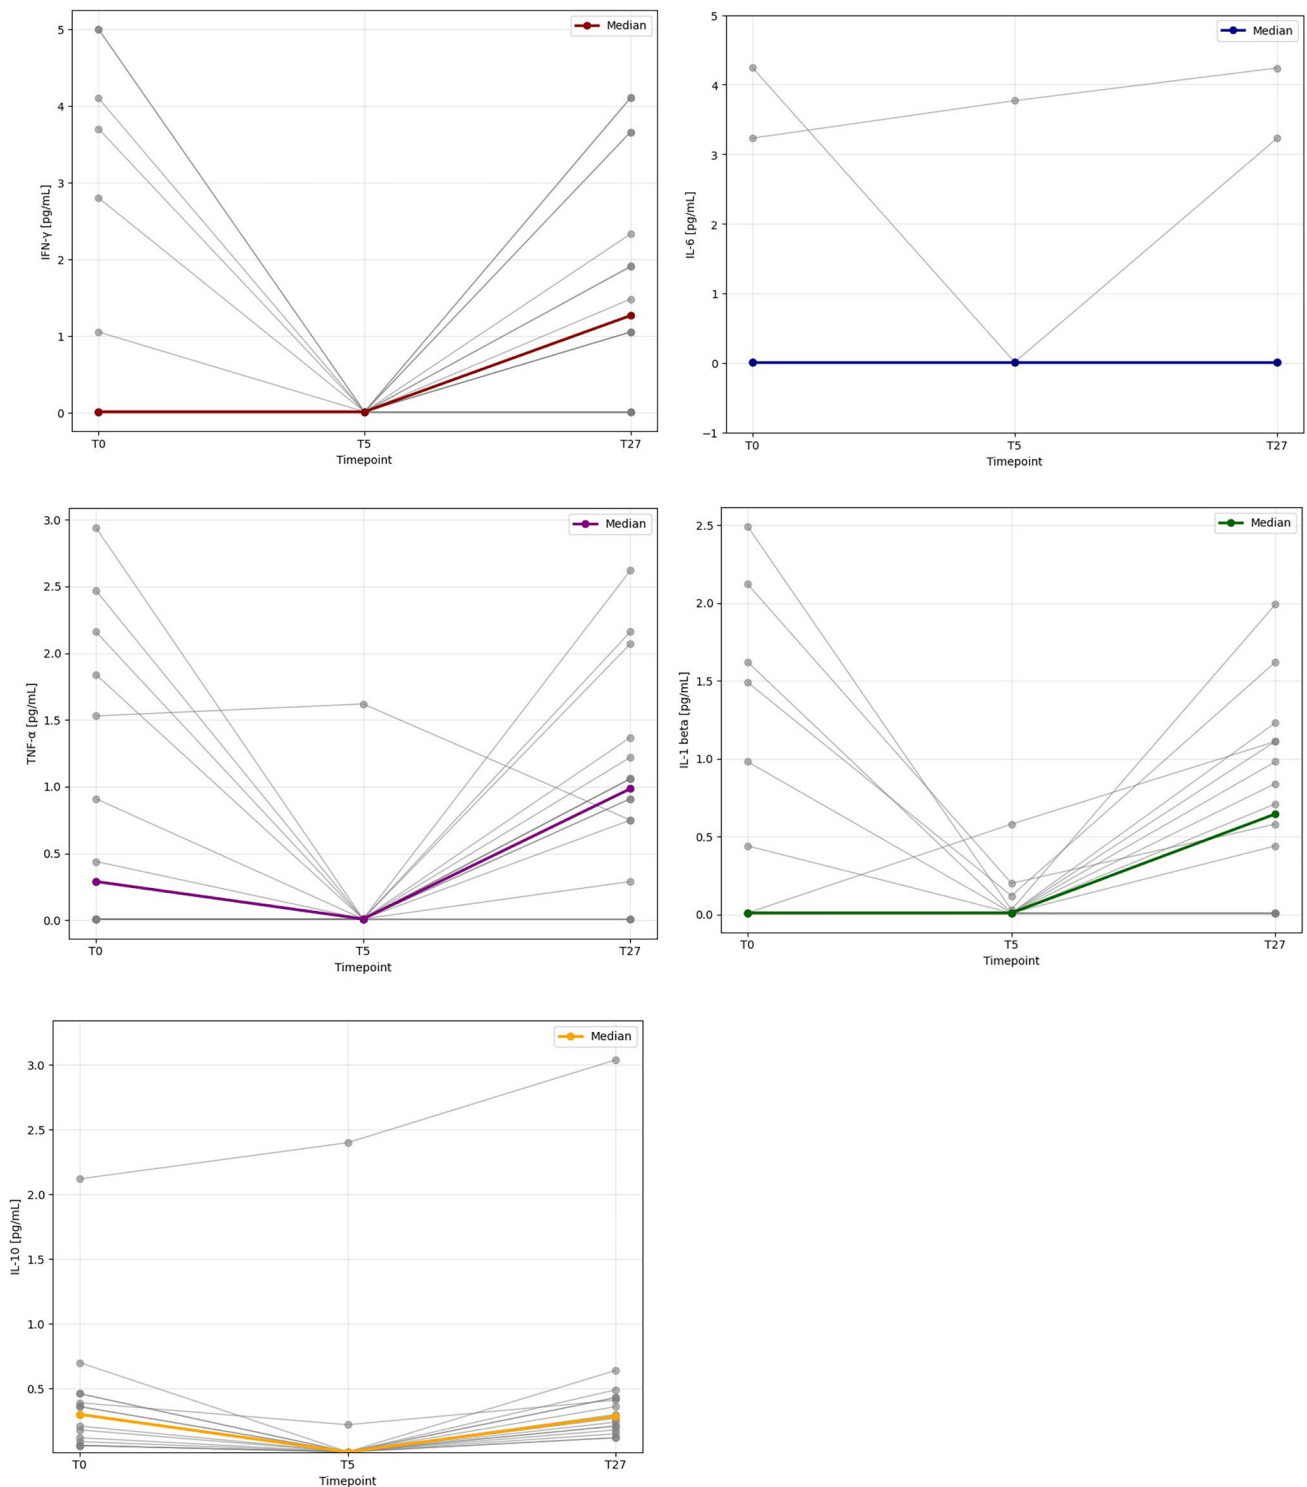 Median
IFN-γ [pg/mL]
5
4
3
2
1
0
T0 T5 T27
Timepoint
Median
IL-6 [pg/mL]
5
4
3
2
1
0
−1
T0 T5 T27
Timepoint
Median
TNF-α [pg/mL]
3.0
2.5
2.0
1.5
1.0
0.5
0.0
T0 T5 T27
Timepoint
Median
IL-1 beta [pg/mL]
2.5
2.0
1.5
1.0
0.5
0.0
T0 T5 T27
Timepoint
Median
IL-10 [pg/mL]
3.0
2.5
2.0
1.5
1.0
0.5
T0 T5 T27
Timepoint